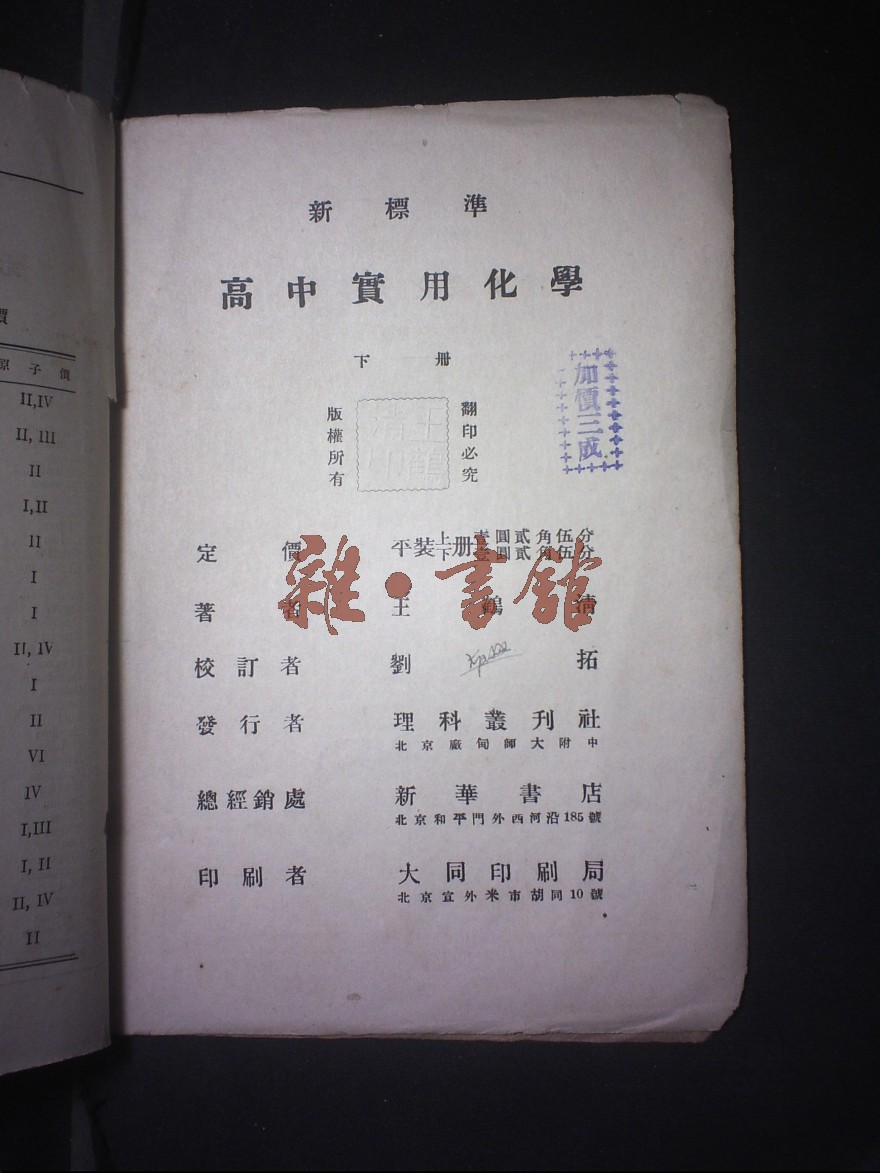 新標準
高中實用化學
下冊
版權所有
翻印必究
王鶴清印
加價三成
定價 平裝上冊壹圓貳角伍分
下冊壹圓貳角伍分
著者 王鶴清
校訂者 劉拓
發行者 理科叢刊社
北京廠甸師大附中
總經銷處 新華書店
北京和平門外西河沿185號
印刷者 大同印刷局
北京宣外米市胡同10號
雜·書館
價
原子價
II,IV
II, III
II
I,II
II
I
I
II, IV
I
II
VI
IV
I,III
I, II
II, IV
II